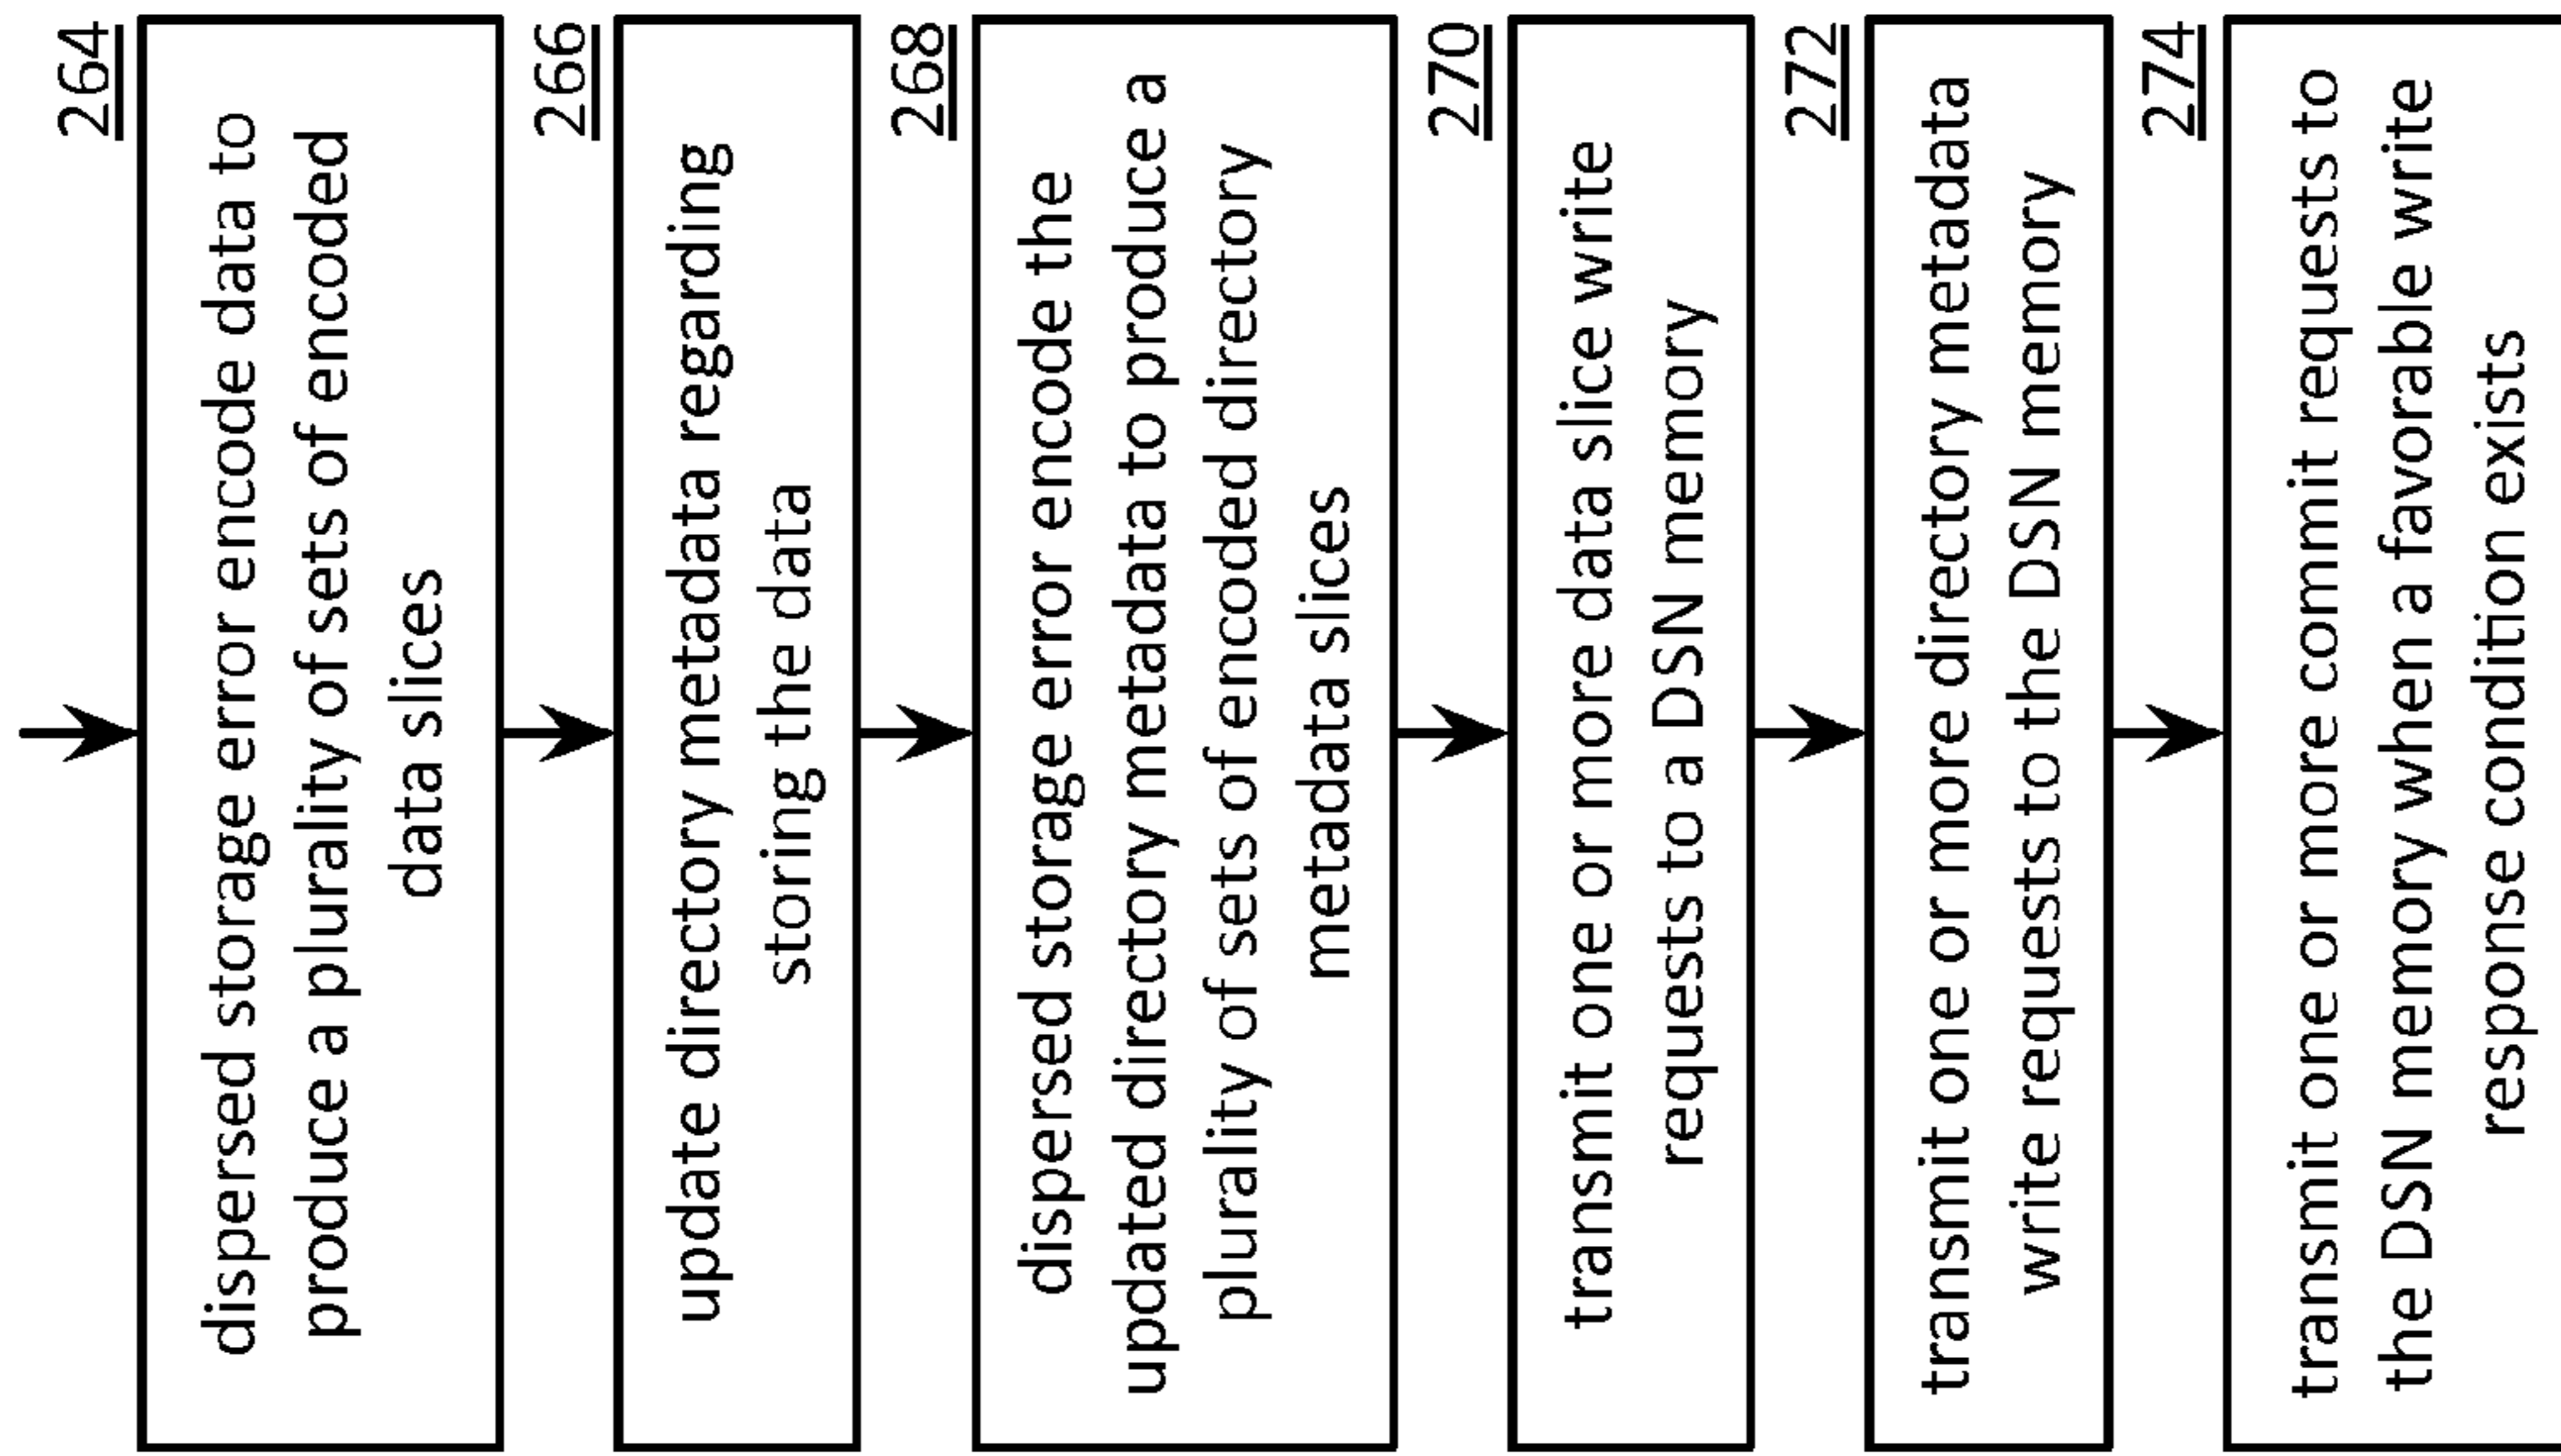 264
dispersed storage error encode data to
produce a plurality of sets of encoded
data slices
266
update directory metadata regarding
storing the data
268
dispersed storage error encode the
updated directory metadata to produce a
plurality of sets of encoded directory
metadata slices
270
transmit one or more data slice write
requests to a DSN memory
272
transmit one or more directory metadata
write requests to the DSN memory
274
transmit one or more commit requests to
the DSN memory when a favorable write
response condition exists